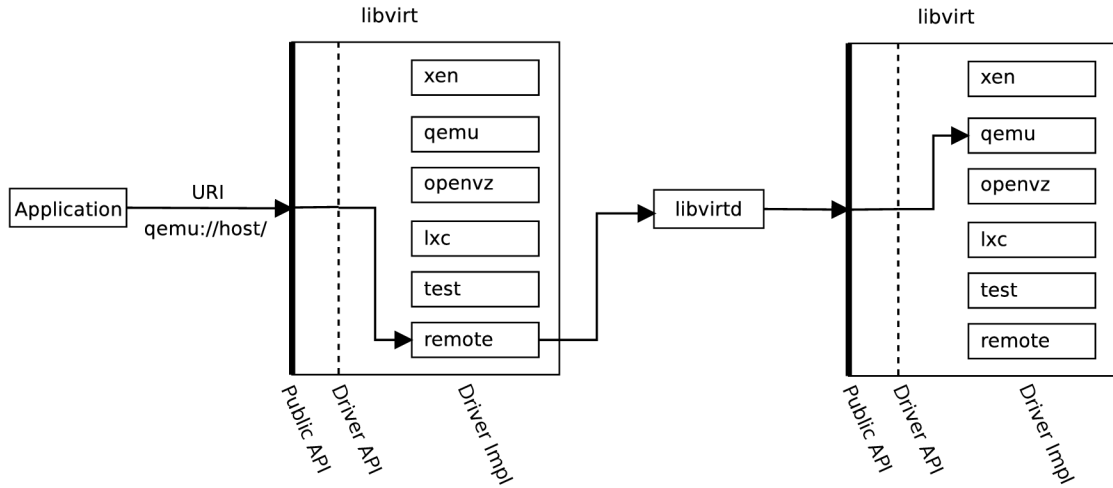 libvirt
libvirt
xen
qemu
openvz
lxc
test
remote
Application
URI
qemu://host/
libvirtd
xen
qemu
openvz
lxc
test
remote
Public API
Driver API
Driver Impl
Public API
Driver API
Driver Impl